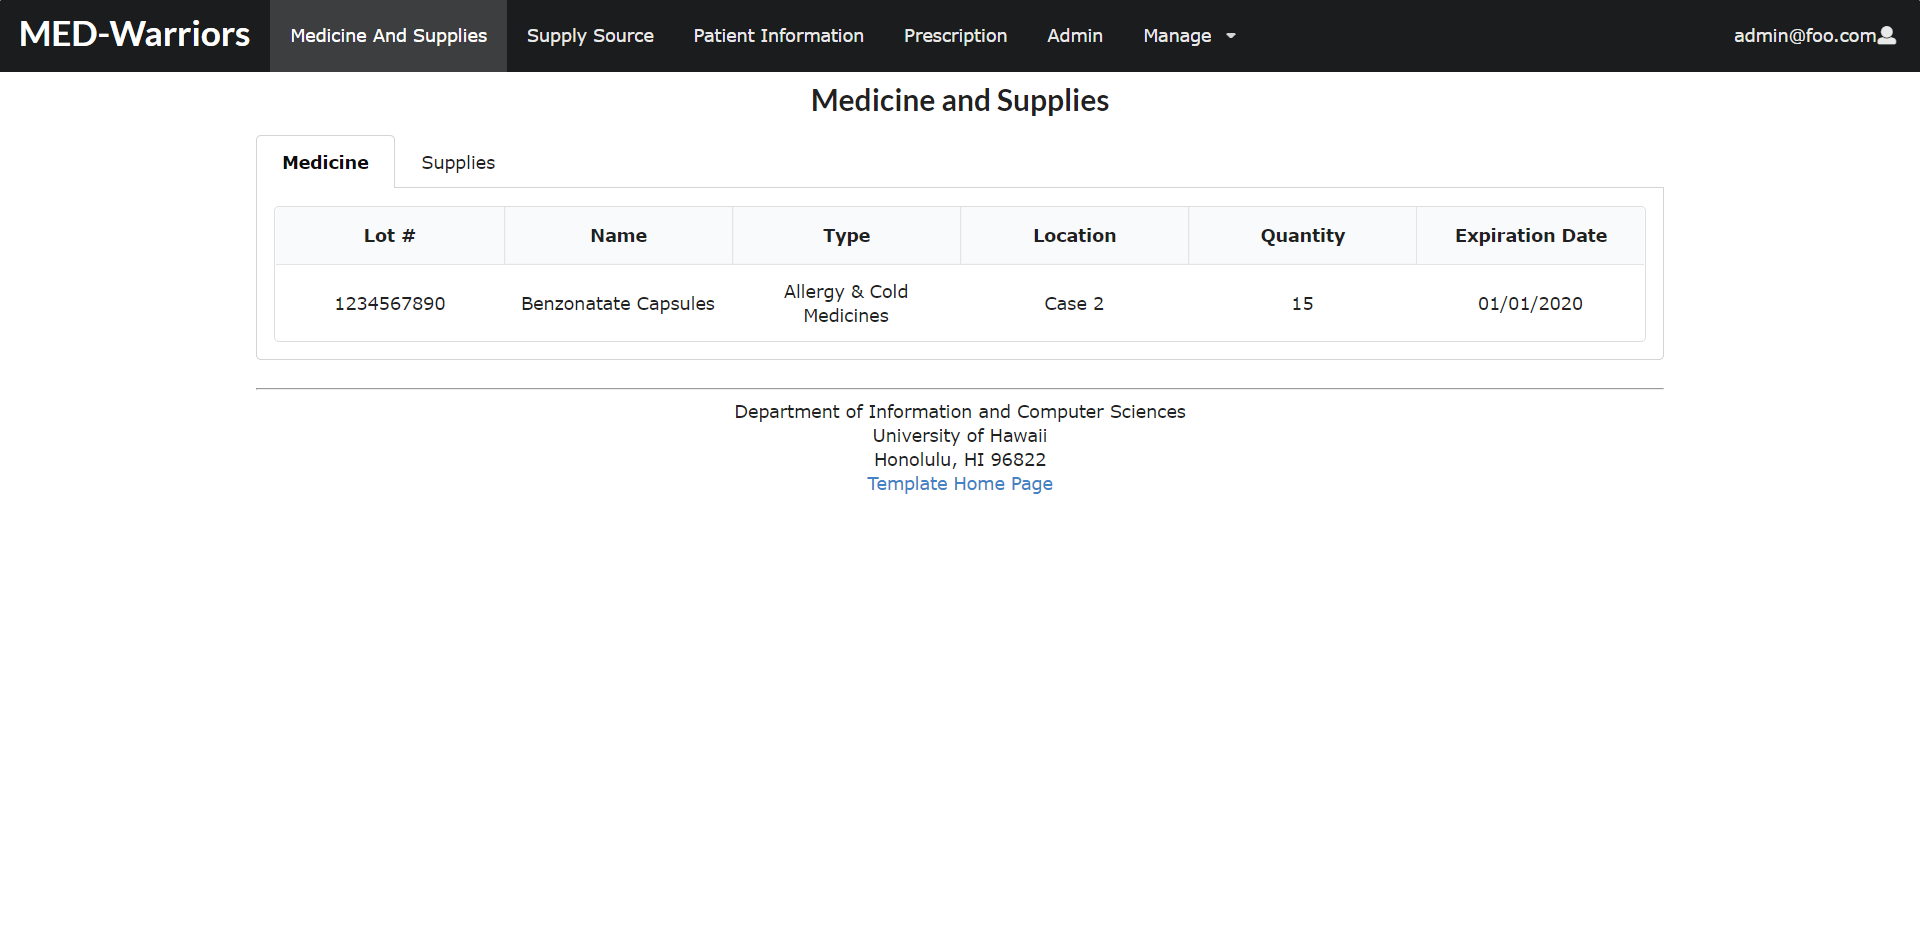 MED-Warriors Medicine And Supplies Supply Source Patient Information Prescription Admin Manage admin@foo.com
Medicine and Supplies
Medicine Supplies
Lot # Name Type Location Quantity Expiration Date
1234567890 Benzonatate Capsules Allergy & Cold Medicines Case 2 15 01/01/2020
Department of Information and Computer Sciences
University of Hawaii
Honolulu, HI 96822
Template Home Page